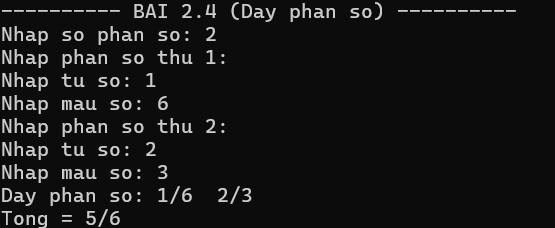 ---------- BAI 2.4 (Day phan so) ----------
Nhap so phan so: 2
Nhap phan so thu 1:
Nhap tu so: 1
Nhap mau so: 6
Nhap phan so thu 2:
Nhap tu so: 2
Nhap mau so: 3
Day phan so: 1/6  2/3
Tong = 5/6